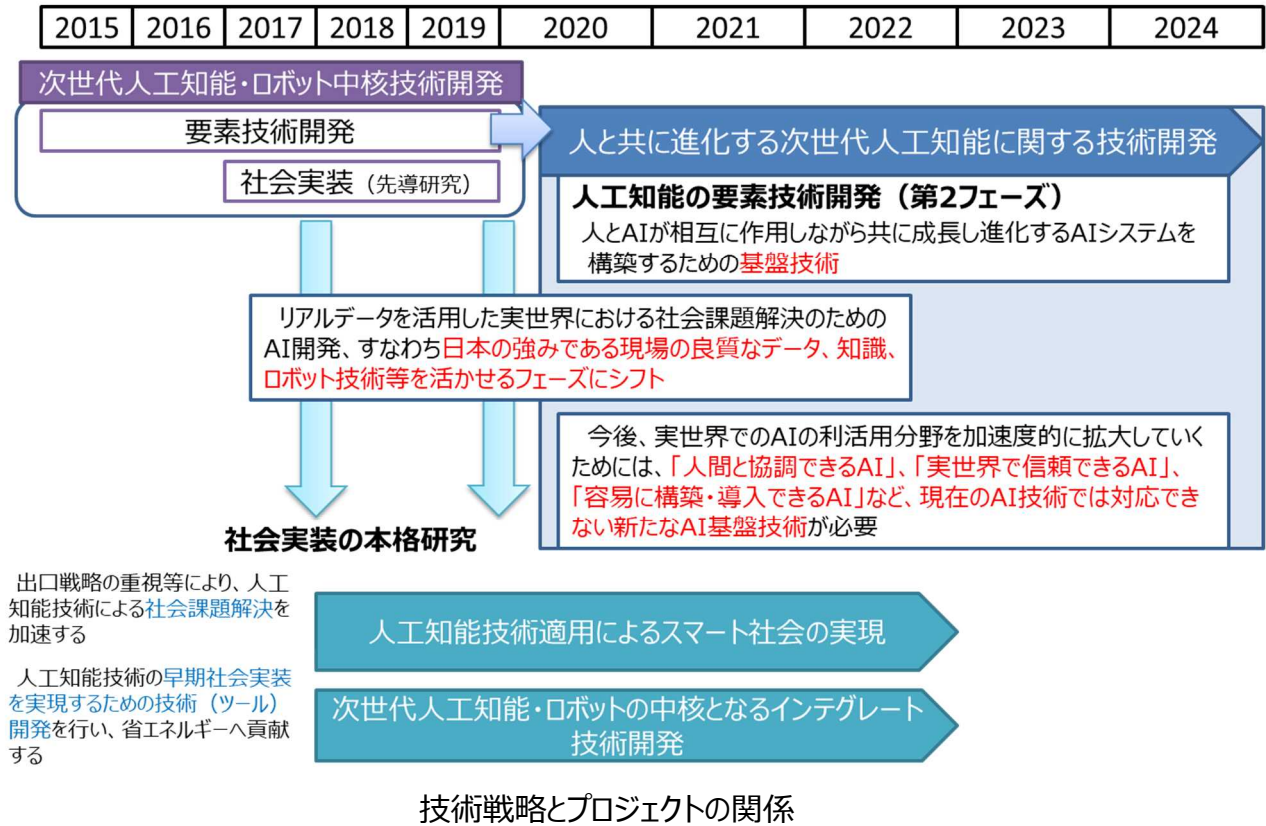 2015 2016 2017 2018 2019 2020 2021 2022 2023 2024
次世代人工知能・ロボット中核技術開発
要素技術開発
社会実装（先導研究）
人と共に進化する次世代人工知能に関する技術開発
人工知能の要素技術開発（第2フェーズ）
人とAIが相互に作用しながら共に成長し進化するAIシステムを
構築するための基盤技術
リアルデータを活用した実世界における社会課題解決のための
AI開発、すなわち日本の強みである現場の良質なデータ、知識、
ロボット技術等を活かせるフェーズにシフト
今後、実世界でのAIの利活用分野を加速度的に拡大していく
ためには、「人間と協調できるAI」、「実世界で信頼できるAI」、
「容易に構築・導入できるAI」など、現在のAI技術では対応でき
ない新たなAI基盤技術が必要
社会実装の本格研究
出口戦略の重視等により、人工
知能技術による社会課題解決を
加速する
人工知能技術適用によるスマート社会の実現
人工知能技術の早期社会実装
を実現するための技術（ツール）
開発を行い、省エネルギーへ貢献
する
次世代人工知能・ロボットの中核となるインテグレート
技術開発
技術戦略とプロジェクトの関係